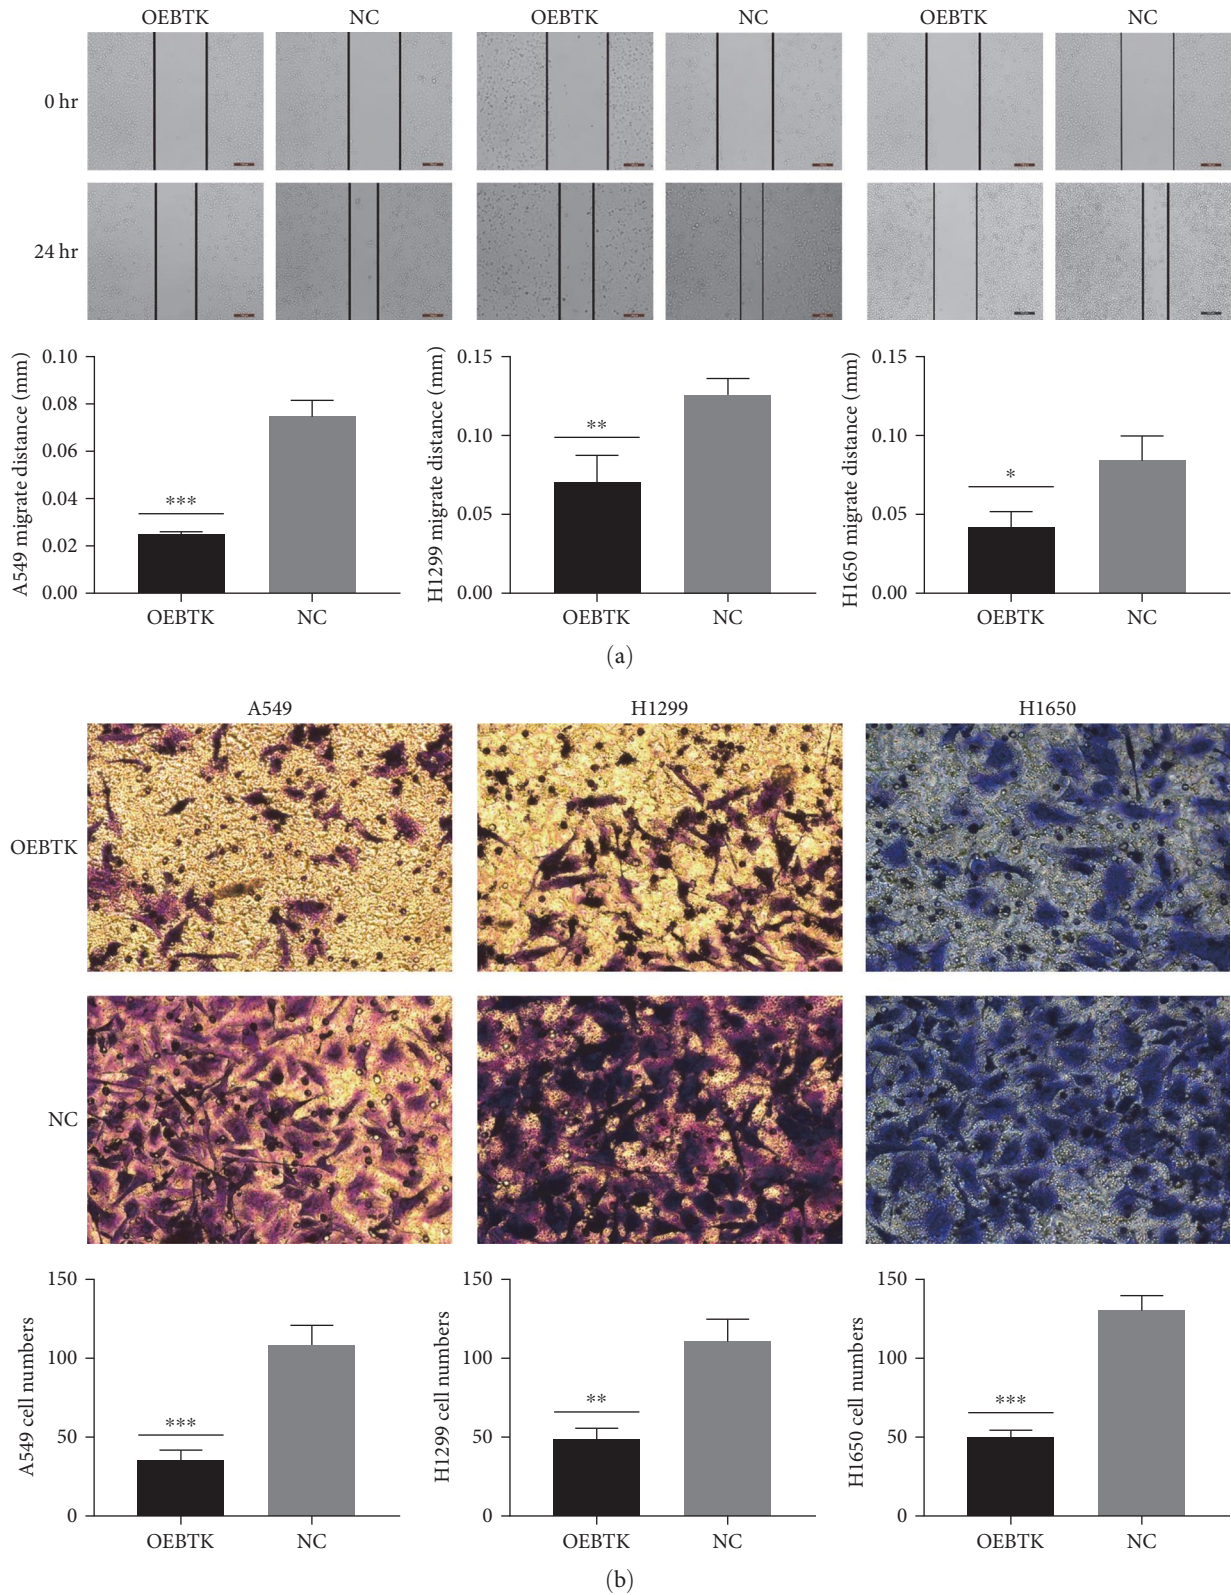 OEBTK NC OEBTK NC OEBTK NC
0 hr
24 hr
A549 migrate distance (mm)
0.10
0.08
0.06
0.04
0.02
0.00
***
OEBTK NC
H1299 migrate distance (mm)
0.15
0.10
0.05
0.00
**
OEBTK NC
H1650 migrate distance (mm)
0.15
0.10
0.05
0.00
*
OEBTK NC
(a)
A549 H1299 H1650
OEBTK
NC
A549 cell numbers
150
100
50
0
***
OEBTK NC
H1299 cell numbers
150
100
50
0
**
OEBTK NC
H1650 cell numbers
150
100
50
0
***
OEBTK NC
(b)